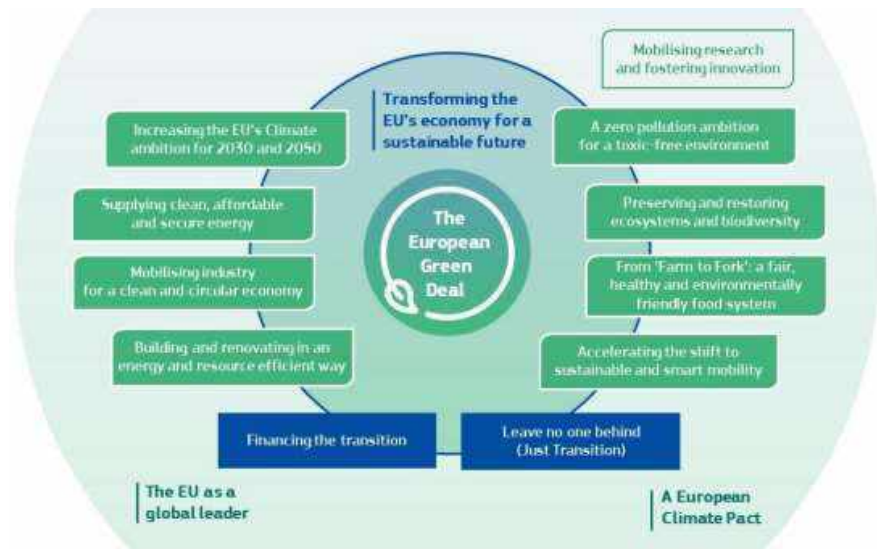 Mobilising research
and fostering innovation
Transforming the
EU's economy for a
sustainable future
Increasing the EU's Climate
ambition for 2030 and 2050
A zero pollution ambition
for a toxic-free environment
Supplying clean, affordable
and secure energy
Preserving and restoring
ecosystems and biodiversity
The
European
Green
Deal
Mobilising industry
for a clean and circular economy
From 'Farm to Fork': a fair,
healthy and environmentally
friendly food system
Building and renovating in an
energy and resource efficient way
Accelerating the shift to
sustainable and smart mobility
Financing the transition
Leave no one behind
(Just Transition)
The EU as a
global leader
A European
Climate Pact